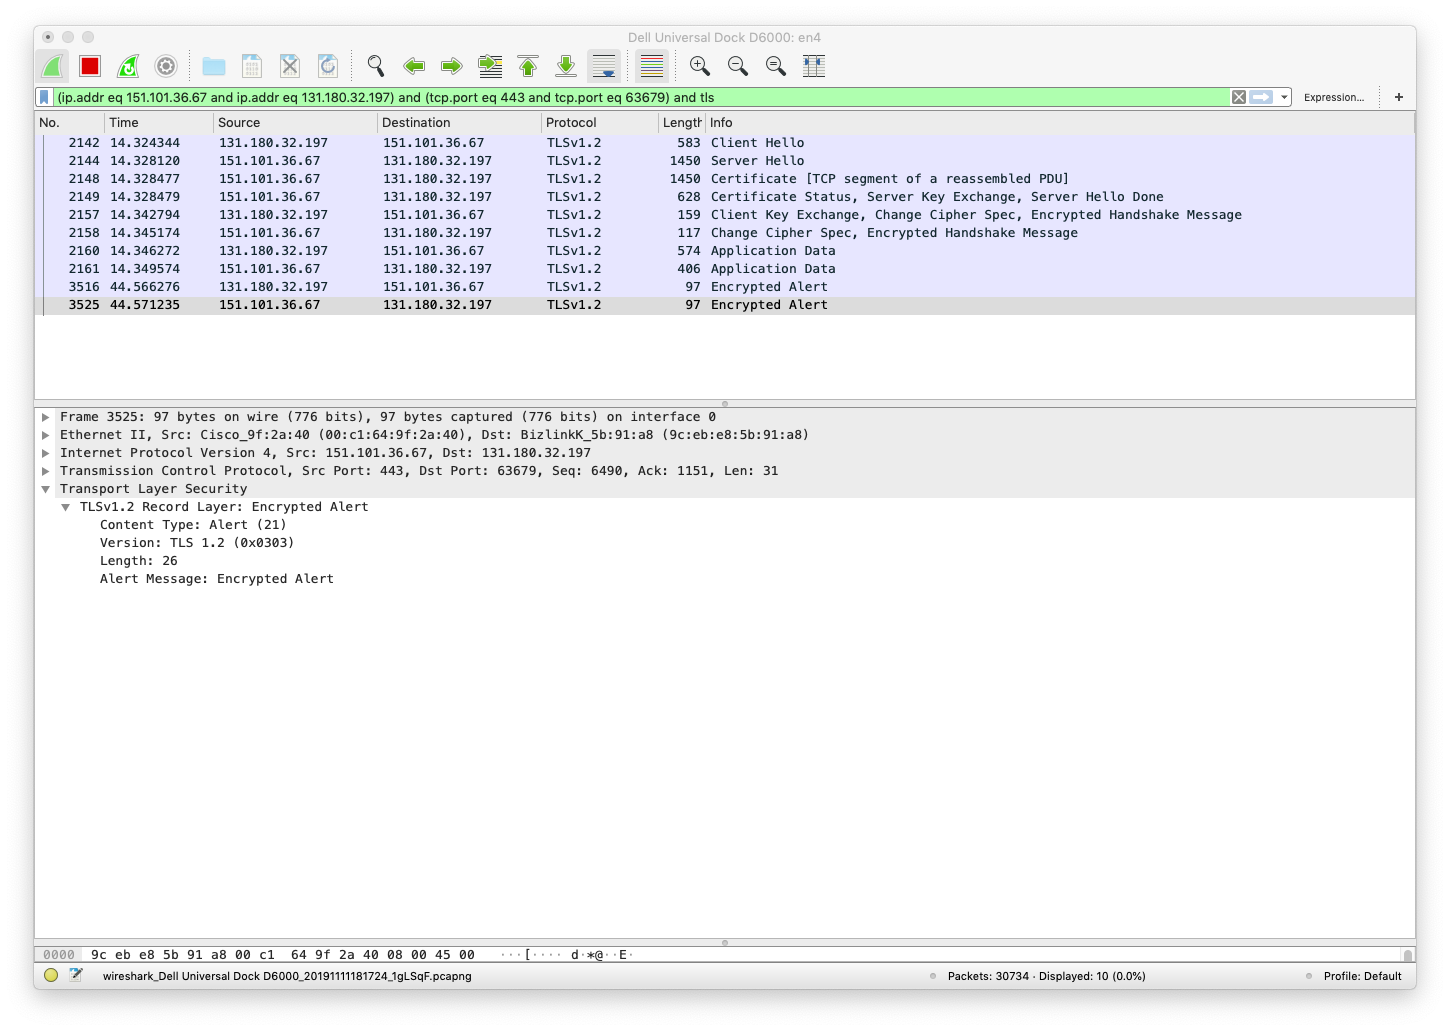 Dell Universal Dock D6000: en4
(ip.addr eq 151.101.36.67 and ip.addr eq 131.180.32.197) and (tcp.port eq 443 and tcp.port eq 63679) and tls Expression... +
No. Time Source Destination Protocol Length Info
2142 14.324344 131.180.32.197 151.101.36.67 TLSv1.2 583 Client Hello
2144 14.328120 151.101.36.67 131.180.32.197 TLSv1.2 1450 Server Hello
2148 14.328477 151.101.36.67 131.180.32.197 TLSv1.2 1450 Certificate [TCP segment of a reassembled PDU]
2149 14.328479 151.101.36.67 131.180.32.197 TLSv1.2 628 Certificate Status, Server Key Exchange, Server Hello Done
2157 14.342794 131.180.32.197 151.101.36.67 TLSv1.2 159 Client Key Exchange, Change Cipher Spec, Encrypted Handshake Message
2158 14.345174 151.101.36.67 131.180.32.197 TLSv1.2 117 Change Cipher Spec, Encrypted Handshake Message
2160 14.346272 131.180.32.197 151.101.36.67 TLSv1.2 574 Application Data
2161 14.349574 151.101.36.67 131.180.32.197 TLSv1.2 406 Application Data
3516 44.566276 131.180.32.197 151.101.36.67 TLSv1.2 97 Encrypted Alert
3525 44.571235 151.101.36.67 131.180.32.197 TLSv1.2 97 Encrypted Alert
Frame 3525: 97 bytes on wire (776 bits), 97 bytes captured (776 bits) on interface 0
Ethernet II, Src: Cisco_9f:2a:40 (00:c1:64:9f:2a:40), Dst: BizlinkK_5b:91:a8 (9c:eb:e8:5b:91:a8)
Internet Protocol Version 4, Src: 151.101.36.67, Dst: 131.180.32.197
Transmission Control Protocol, Src Port: 443, Dst Port: 63679, Seq: 6490, Ack: 1151, Len: 31
Transport Layer Security
TLSv1.2 Record Layer: Encrypted Alert
Content Type: Alert (21)
Version: TLS 1.2 (0x0303)
Length: 26
Alert Message: Encrypted Alert
0000 9c eb e8 5b 91 a8 00 c1 64 9f 2a 40 08 00 45 00 ···[···· d·*@··E·
wireshark_Dell Universal Dock D6000_20191111181724_1gLSqF.pcapng Packets: 30734 · Displayed: 10 (0.0%) Profile: Default